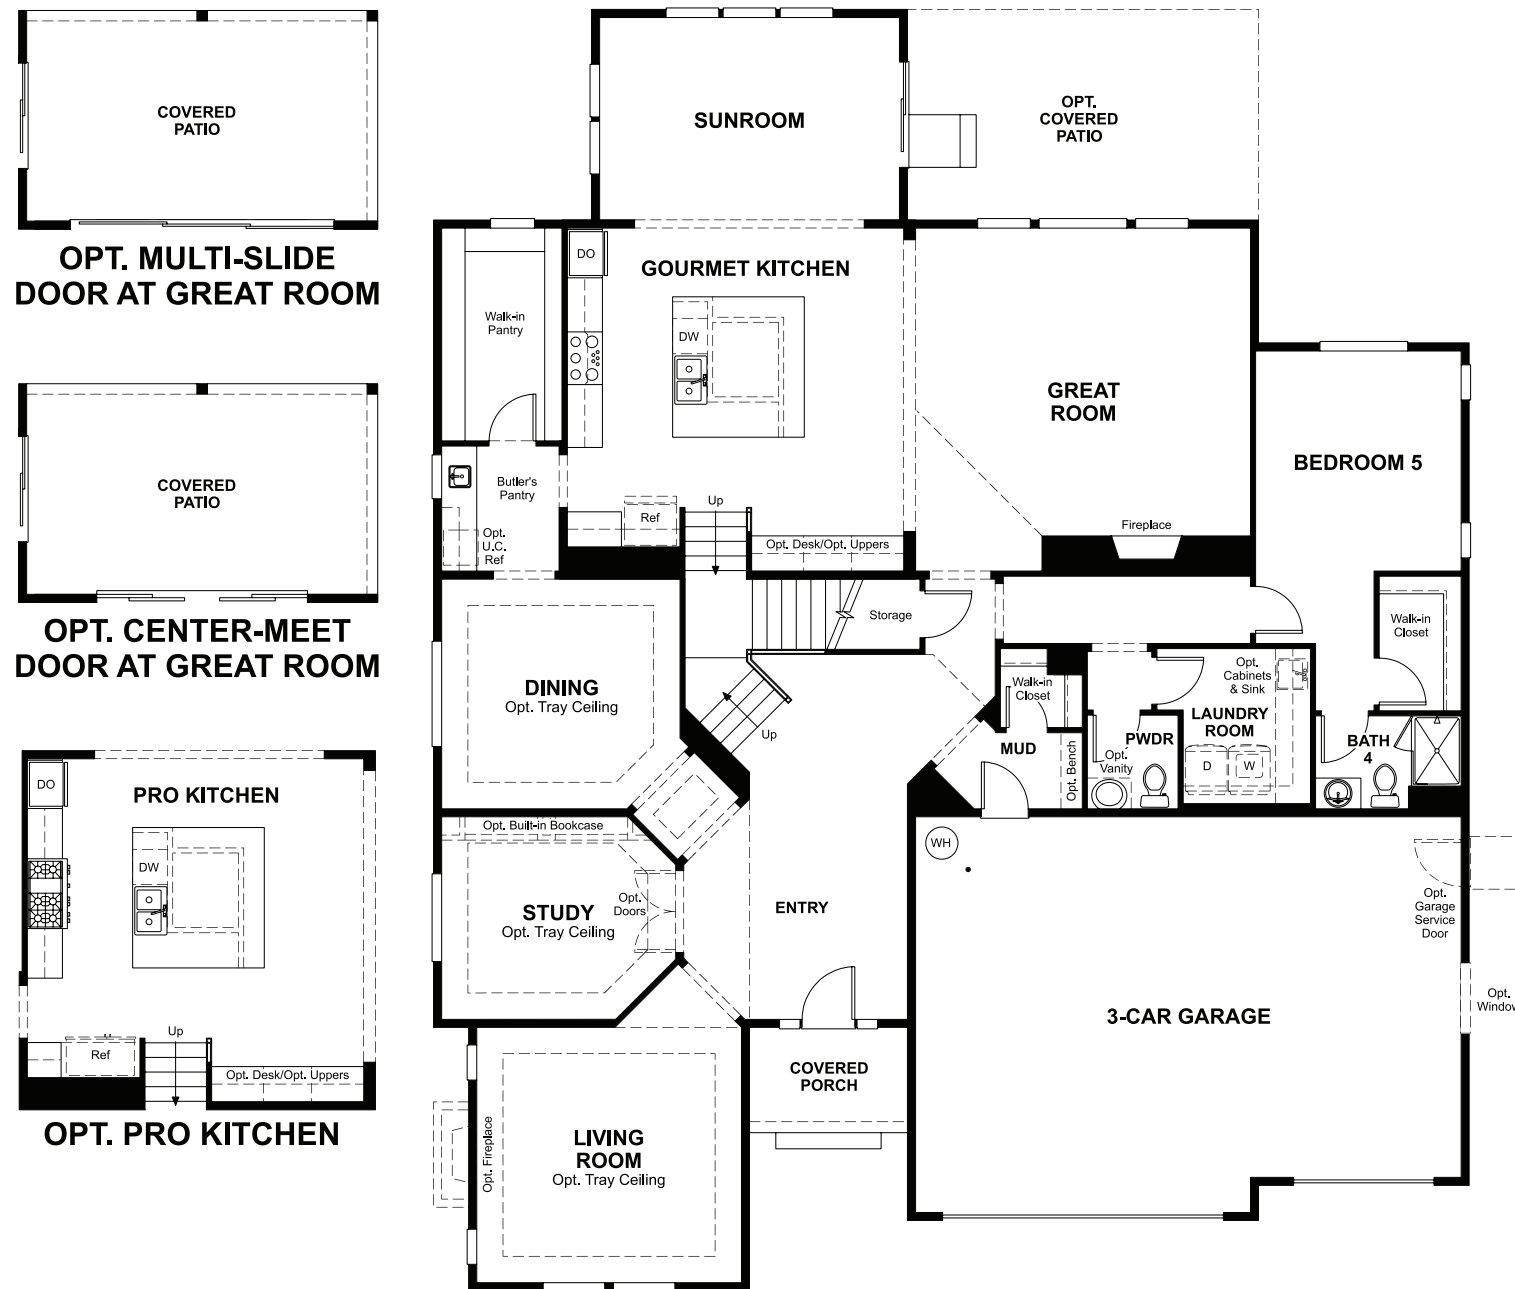 COVERED
PATIO
OPT. MULTI-SLIDE
DOOR AT GREAT ROOM
COVERED
PATIO
OPT. CENTER-MEET
DOOR AT GREAT ROOM
DO
PRO KITCHEN
DW
Up
Ref
Opt. Desk/Opt. Uppers
OPT. PRO KITCHEN
SUNROOM
OPT.
COVERED
PATIO
DO
GOURMET KITCHEN
Walk-in
Pantry
DW
GREAT
ROOM
BEDROOM 5
Butler's
Pantry
Opt.
U.C.
Ref
Ref
Up
Opt. Desk/Opt. Uppers
Fireplace
Storage
Walk-in
Closet
DINING
Opt. Tray Ceiling
Up
Walk-in
Closet
MUD
Opt. Bench
PWDR
Opt.
Vanity
Opt.
Cabinets
& Sink
LAUNDRY
ROOM
D
W
BATH
4
Opt. Built-in Bookcase
STUDY
Opt. Tray Ceiling
Opt.
Doors
ENTRY
WH
Opt.
Garage
Service
Door
Opt.
Window
3-CAR GARAGE
COVERED
PORCH
Opt. Fireplace
LIVING
ROOM
Opt. Tray Ceiling